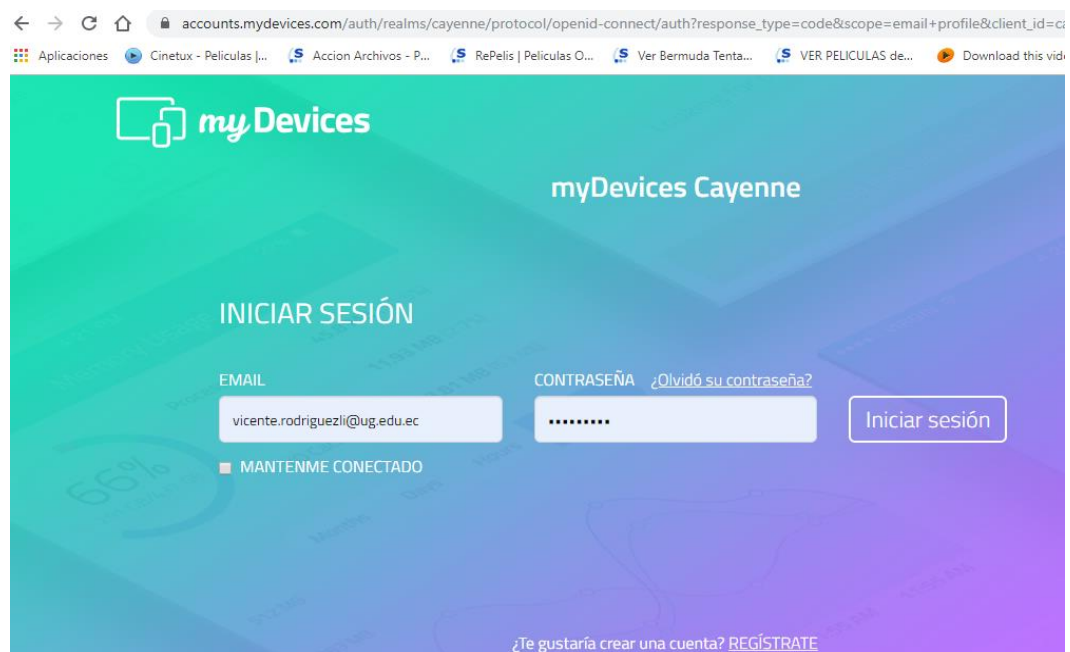 accounts.mydevices.com/auth/realms/cayenne/protocol/openid-connect/auth?response_type=code&scope=email+profile&client_id=ca
Aplicaciones Cinetux - Peliculas |... Accion Archivos - P... RePelis | Peliculas O... Ver Bermuda Tenta... VER PELICULAS de... Download this vide
myDevices
myDevices Cayenne
INICIAR SESIÓN
EMAIL CONTRASEÑA ¿Olvidó su contraseña?
vicente.rodriguezli@ug.edu.ec ••••••••• Iniciar sesión
MANTENME CONECTADO
66%
¿Te gustaría crear una cuenta? REGÍSTRATE